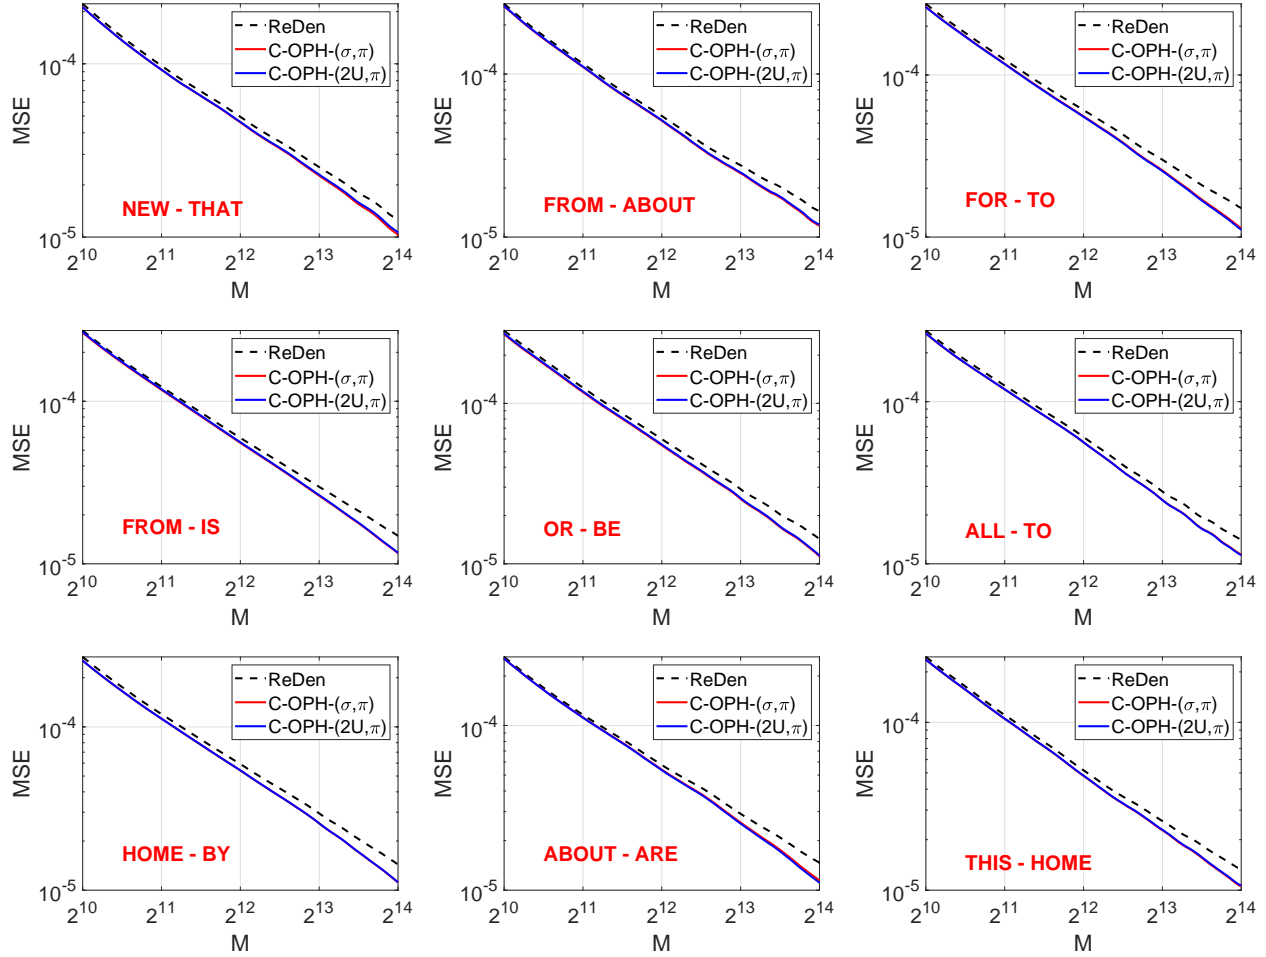 MSE
10^-4
10^-5
2^10 2^11 2^12 2^13 2^14
M
ReDen
C-OPH-(σ,π)
C-OPH-(2U,π)
NEW - THAT
MSE
10^-4
10^-5
2^10 2^11 2^12 2^13 2^14
M
ReDen
C-OPH-(σ,π)
C-OPH-(2U,π)
FROM - ABOUT
MSE
10^-4
10^-5
2^10 2^11 2^12 2^13 2^14
M
ReDen
C-OPH-(σ,π)
C-OPH-(2U,π)
FOR - TO
MSE
10^-4
10^-5
2^10 2^11 2^12 2^13 2^14
M
ReDen
C-OPH-(σ,π)
C-OPH-(2U,π)
FROM - IS
MSE
10^-4
10^-5
2^10 2^11 2^12 2^13 2^14
M
ReDen
C-OPH-(σ,π)
C-OPH-(2U,π)
OR - BE
MSE
10^-4
10^-5
2^10 2^11 2^12 2^13 2^14
M
ReDen
C-OPH-(σ,π)
C-OPH-(2U,π)
ALL - TO
MSE
10^-4
10^-5
2^10 2^11 2^12 2^13 2^14
M
ReDen
C-OPH-(σ,π)
C-OPH-(2U,π)
HOME - BY
MSE
10^-4
10^-5
2^10 2^11 2^12 2^13 2^14
M
ReDen
C-OPH-(σ,π)
C-OPH-(2U,π)
ABOUT - ARE
MSE
10^-4
10^-5
2^10 2^11 2^12 2^13 2^14
M
ReDen
C-OPH-(σ,π)
C-OPH-(2U,π)
THIS - HOME